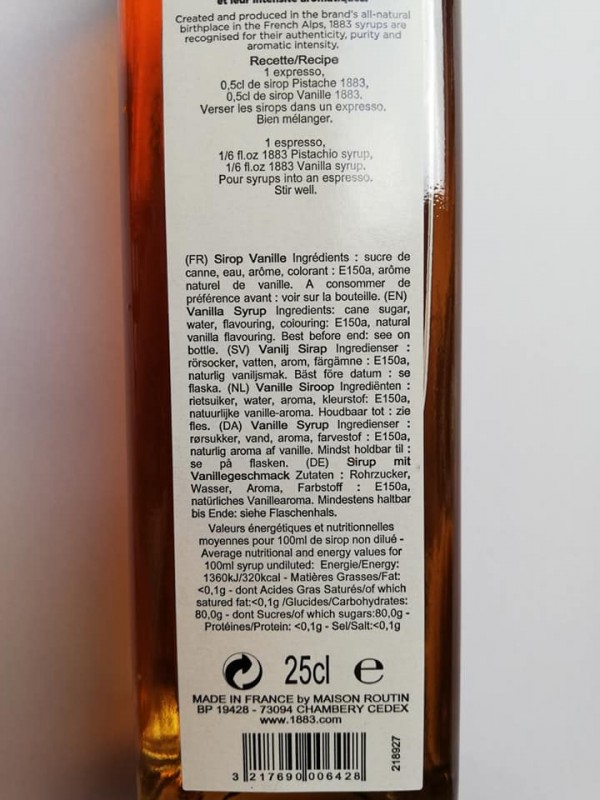 et leur intensité aromatiques.
Created and produced in the brand's all-natural
birthplace in the French Alps, 1883 syrups are
recognised for their authenticity, purity and
aromatic intensity.
Recette/Recipe
1 expresso,
0,5cl de sirop Pistache 1883,
0,5cl de sirop Vanille 1883.
Verser les sirops dans un expresso.
Bien mélanger.
1 espresso,
1/6 fl.oz 1883 Pistachio syrup,
1/6 fl.oz 1883 Vanilla syrup.
Pour syrups into an espresso.
Stir well.
(FR) Sirop Vanille Ingrédients : sucre de
canne, eau, arôme, colorant : E150a, arôme
naturel de vanille. A consommer de
préférence avant : voir sur la bouteille. (EN)
Vanilla Syrup Ingredients: cane sugar,
water, flavouring, colouring: E150a, natural
vanilla flavouring. Best before end: see on
bottle. (SV) Vanilj Sirap Ingredienser :
rörsocker, vatten, arom, färgämne : E150a,
naturlig vaniljsmak. Bäst före datum : se
flaska. (NL) Vanille Siroop Ingrediënten :
rietsuiker, water, aroma, kleurstof: E150a,
natuurlijke vanille-aroma. Houdbaar tot : zie
fles. (DA) Vanille Syrup Ingredienser :
rørsukker, vand, aroma, farvestof : E150a,
naturlig aroma af vanille. Mindst holdbar til :
se på flasken. (DE) Sirup mit
Vanillegeschmack Zutaten : Rohrzucker,
Wasser, Aroma, Farbstoff : E150a,
natürliches Vanillearoma. Mindestens haltbar
bis Ende: siehe Flaschenhals.
Valeurs énergétiques et nutritionnelles
moyennes pour 100ml de sirop non dilué -
Average nutritional and energy values for
100ml syrup undiluted: Energie/Energy:
1360kJ/320kcal - Matières Grasses/Fat:
<0,1g - dont Acides Gras Saturés/of which
satured fat:<0,1g /Glucides/Carbohydrates:
80,0g - dont Sucres/of which sugars:80,0g -
Protéines/Protein: <0,1g - Sel/Salt:<0,1g
25cl e
MADE IN FRANCE by MAISON ROUTIN
BP 19428 - 73094 CHAMBERY CEDEX
www.1883.com
3 217690 006428
218927